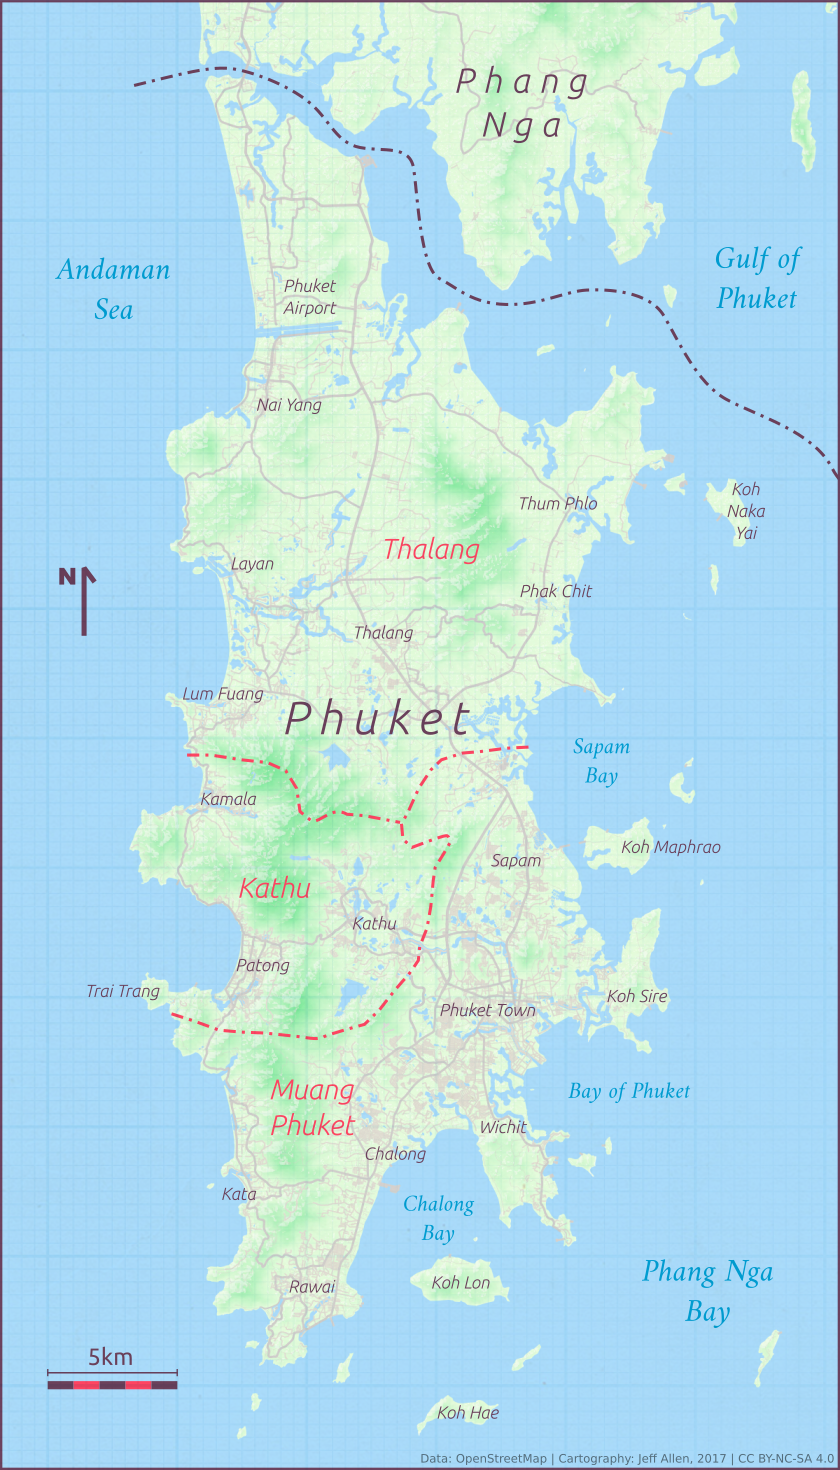 Phang
Nga
Andaman
Sea
Gulf of
Phuket
Phuket
Airport
Nai Yang
Koh
Naka
Yai
Thum Phlo
Thalang
Layan
N
Phak Chit
Thalang
Lum Fuang
Phuket
Sapam
Bay
Kamala
Koh Maphrao
Sapam
Kathu
Kathu
Patong
Trai Trang
Koh Sire
Phuket Town
Muang
Phuket
Bay of Phuket
Wichit
Chalong
Kata
Chalong
Bay
Phang Nga
Bay
Koh Lon
Rawai
5km
Koh Hae
Data: OpenStreetMap | Cartography: Jeff Allen, 2017 | CC BY-NC-SA 4.0